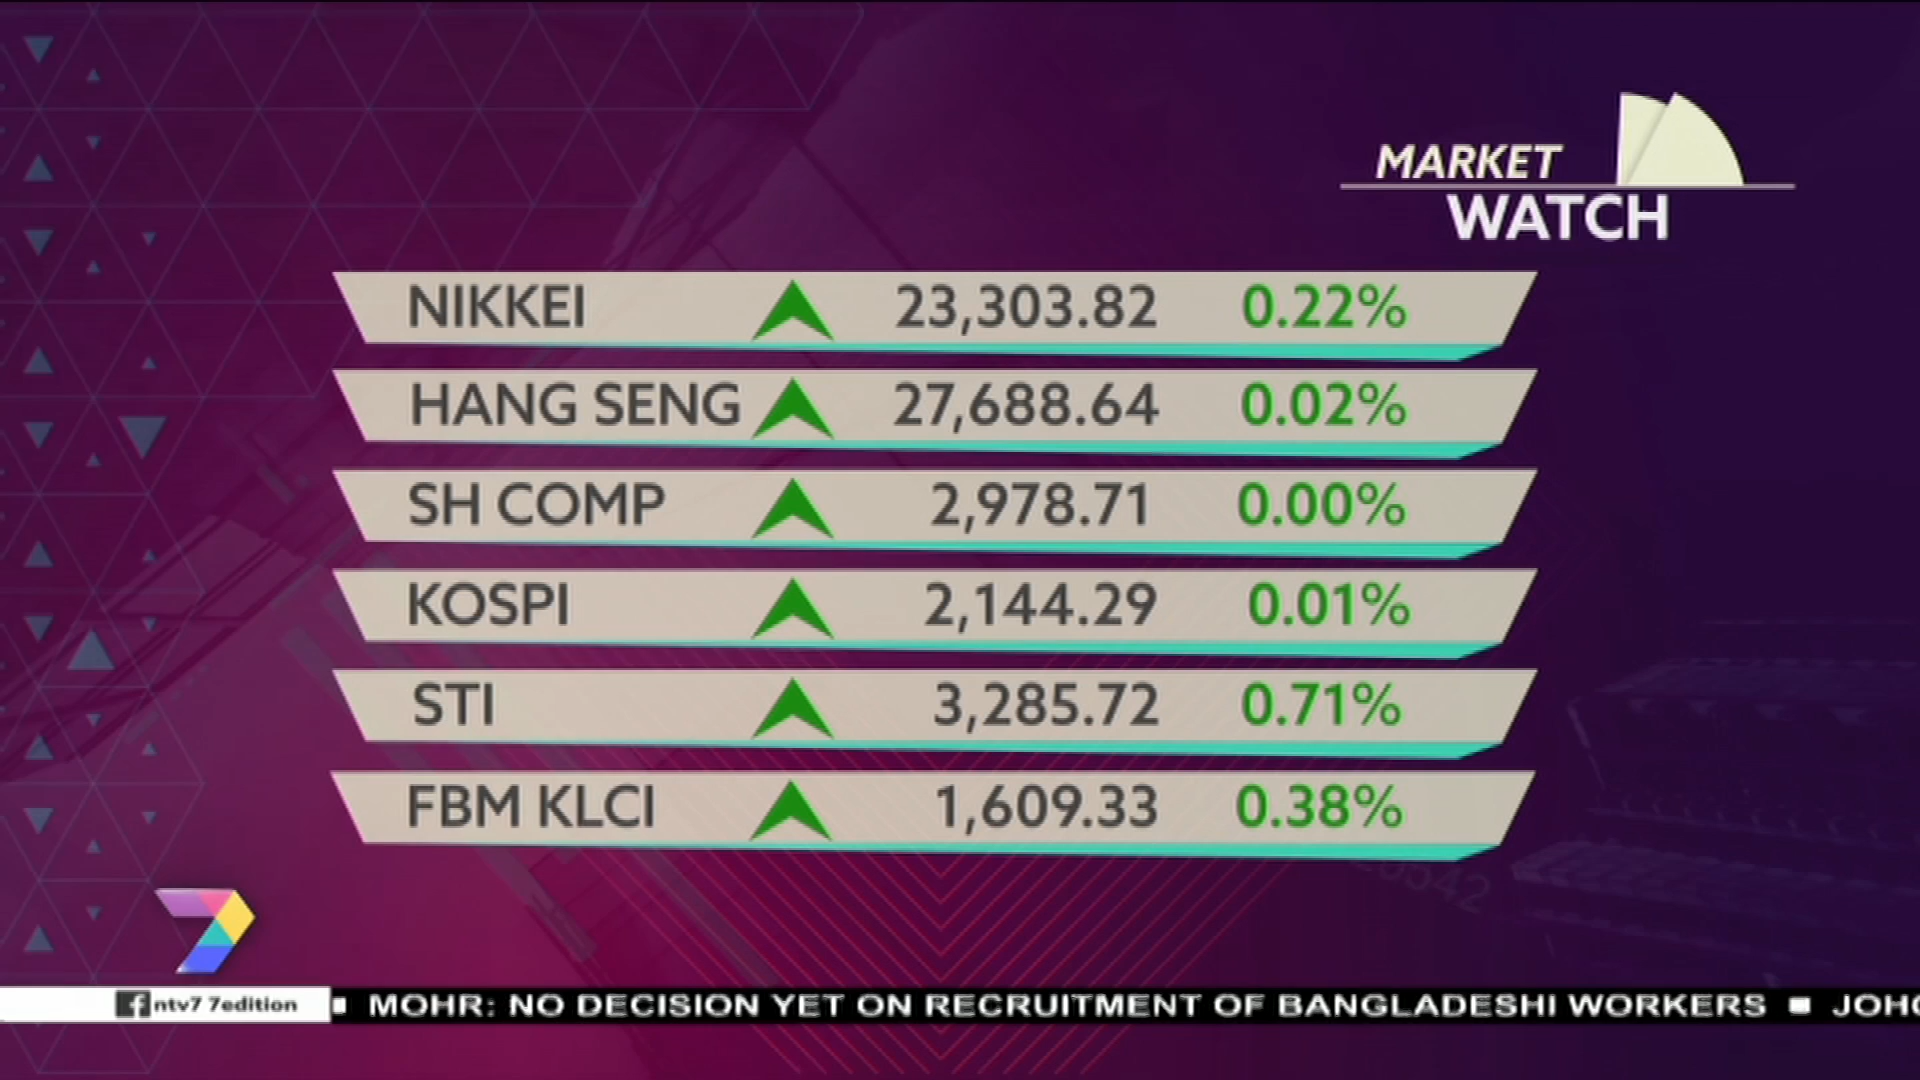 MARKET
WATCH
NIKKEI 23,303.82 0.22%
HANG SENG 27,688.64 0.02%
SH COMP 2,978.71 0.00%
KOSPI 2,144.29 0.01%
STI 3,285.72 0.71%
FBM KLCI 1,609.33 0.38%
7
ntv7 7edition
MOHR: NO DECISION YET ON RECRUITMENT OF BANGLADESHI WORKERS ■ JOHO